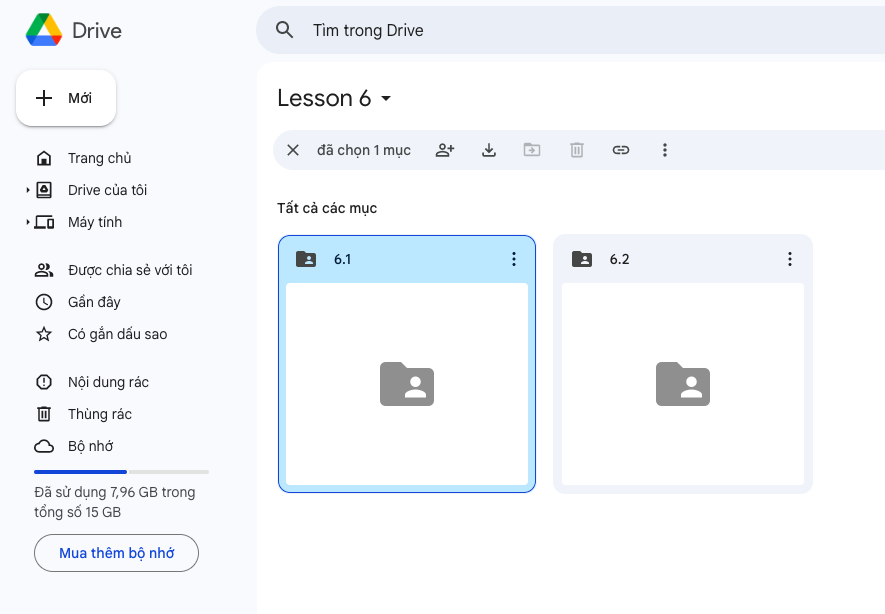 Drive
Tìm trong Drive
Mới
Trang chủ
Drive của tôi
Máy tính
Được chia sẻ với tôi
Gần đây
Có gắn dấu sao
Nội dung rác
Thùng rác
Bộ nhớ
Đã sử dụng 7,96 GB trong
tổng số 15 GB
Mua thêm bộ nhớ
Lesson 6
đã chọn 1 mục
Tất cả các mục
6.1
6.2